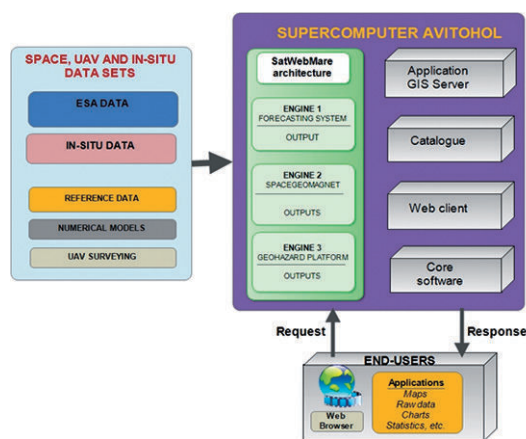 SPACE, UAV AND IN-SITU
DATA SETS
ESA DATA
IN-SITU DATA
REFERENCE DATA
NUMERICAL MODELS
UAV SURVEYING
SUPERCOMPUTER AVITOHOL
SatWebMare
architecture
ENGINE 1
FORECASTING SYSTEM
OUTPUT
ENGINE 2
SPACEGEOMAGNET
OUTPUTS
ENGINE 3
GEOHAZARD PLATFORM
OUTPUTS
Application
GIS Server
Catalogue
Web client
Core
software
Request
Response
END-USERS
Web
Browser
Applications
Maps
Raw data
Charts
Statistics, etc.